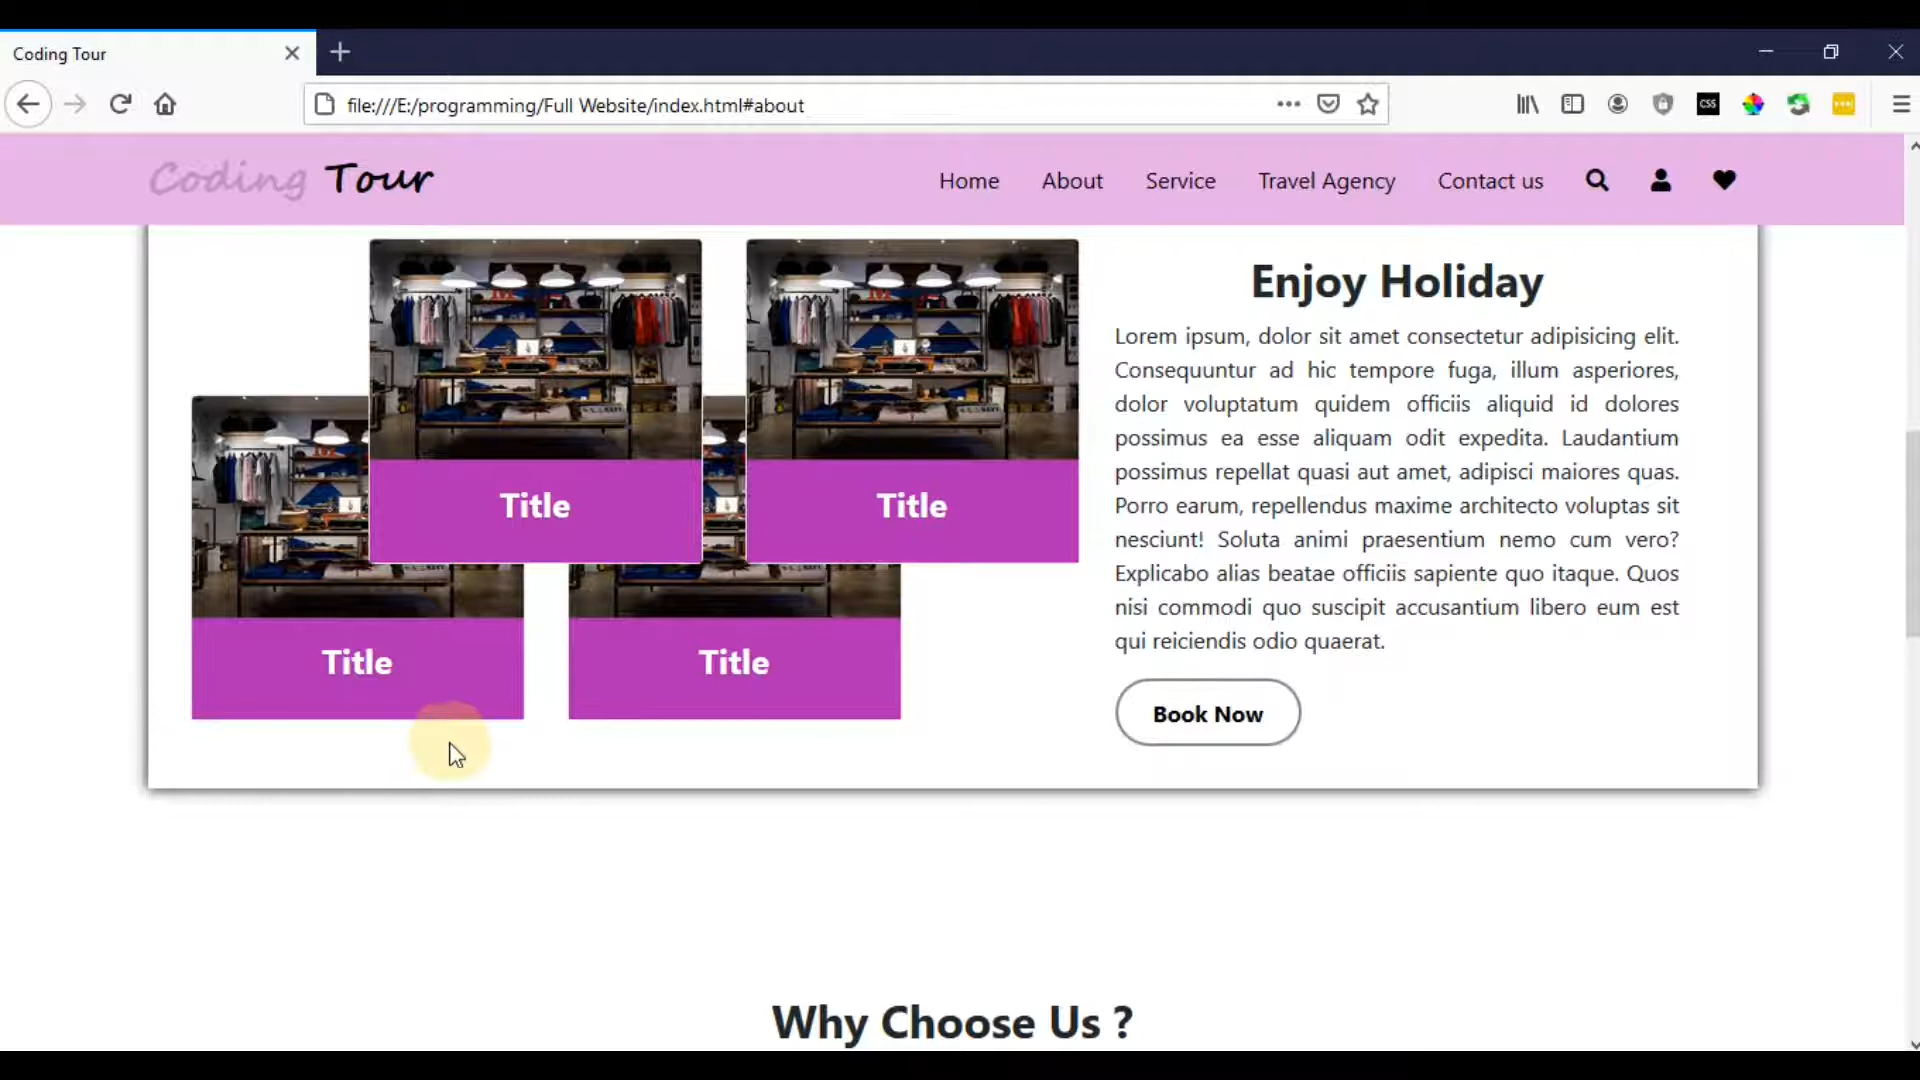 Coding Tour
file:///E:/programming/Full Website/index.html#about
CSS
Coding Tour
Home
About
Service
Travel Agency
Contact us
Title
Title
Title
Title
Enjoy Holiday
Lorem ipsum, dolor sit amet consectetur adipisicing elit.
Consequuntur ad hic tempore fuga, illum asperiores,
dolor voluptatum quidem officiis aliquid id dolores
possimus ea esse aliquam odit expedita. Laudantium
possimus repellat quasi aut amet, adipisci maiores quas.
Porro earum, repellendus maxime architecto voluptas sit
nesciunt! Soluta animi praesentium nemo cum vero?
Explicabo alias beatae officiis sapiente quo itaque. Quos
nisi commodi quo suscipit accusantium libero eum est
qui reiciendis odio quaerat.
Book Now
Why Choose Us ?